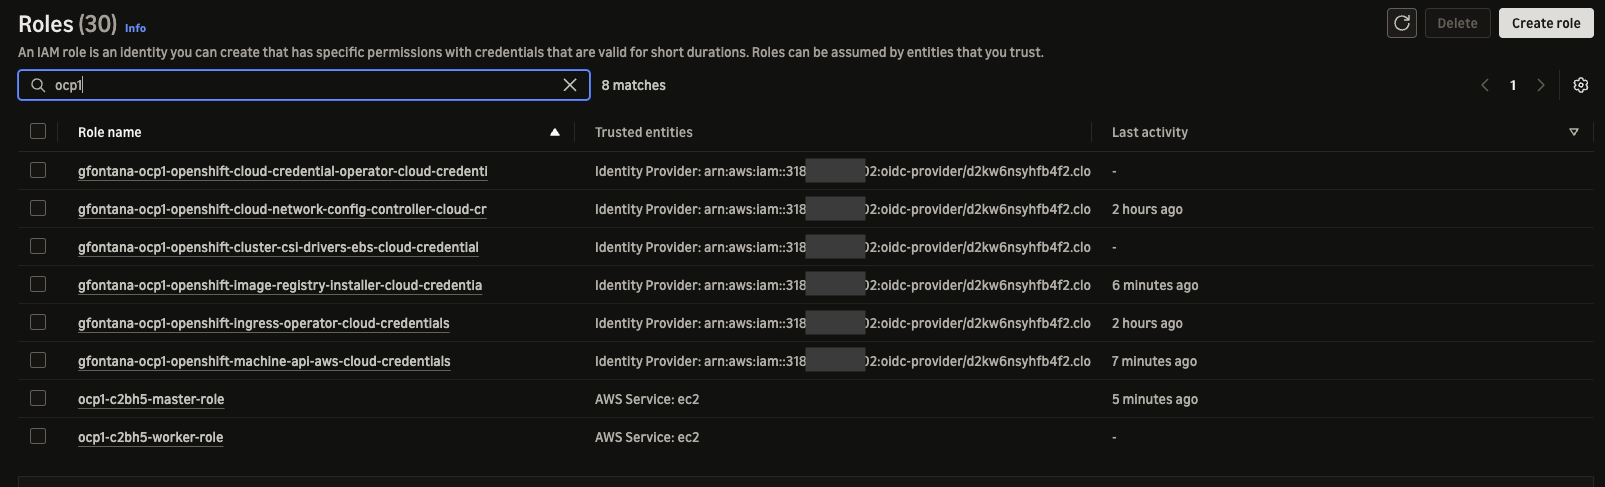 Roles (30) Info
Delete
Create role
An IAM role is an identity you can create that has specific permissions with credentials that are valid for short durations. Roles can be assumed by entities that you trust.
ocp1
8 matches
1
Role name Trusted entities Last activity
gfontana-ocp1-openshift-cloud-credential-operator-cloud-credenti Identity Provider: arn:aws:iam::318 02:oidc-provider/d2kw6nsyhfb4f2.clo -
gfontana-ocp1-openshift-cloud-network-config-controller-cloud-cr Identity Provider: arn:aws:iam::318 02:oidc-provider/d2kw6nsyhfb4f2.clo 2 hours ago
gfontana-ocp1-openshift-cluster-csi-drivers-ebs-cloud-credential Identity Provider: arn:aws:iam::318 02:oidc-provider/d2kw6nsyhfb4f2.clo -
gfontana-ocp1-openshift-image-registry-installer-cloud-credentia Identity Provider: arn:aws:iam::318 02:oidc-provider/d2kw6nsyhfb4f2.clo 6 minutes ago
gfontana-ocp1-openshift-ingress-operator-cloud-credentials Identity Provider: arn:aws:iam::318 02:oidc-provider/d2kw6nsyhfb4f2.clo 2 hours ago
gfontana-ocp1-openshift-machine-api-aws-cloud-credentials Identity Provider: arn:aws:iam::318 02:oidc-provider/d2kw6nsyhfb4f2.clo 7 minutes ago
ocp1-c2bh5-master-role AWS Service: ec2 5 minutes ago
ocp1-c2bh5-worker-role AWS Service: ec2 -